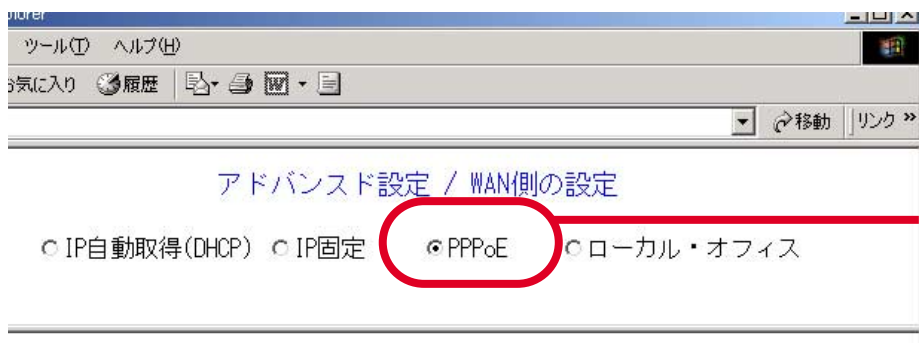 ツール(T) ヘルプ(H)
お気に入り 履歴
移動 リンク »
アドバンスド設定 / WAN側の設定
IP自動取得(DHCP) IP固定 PPPoE ローカル・オフィス